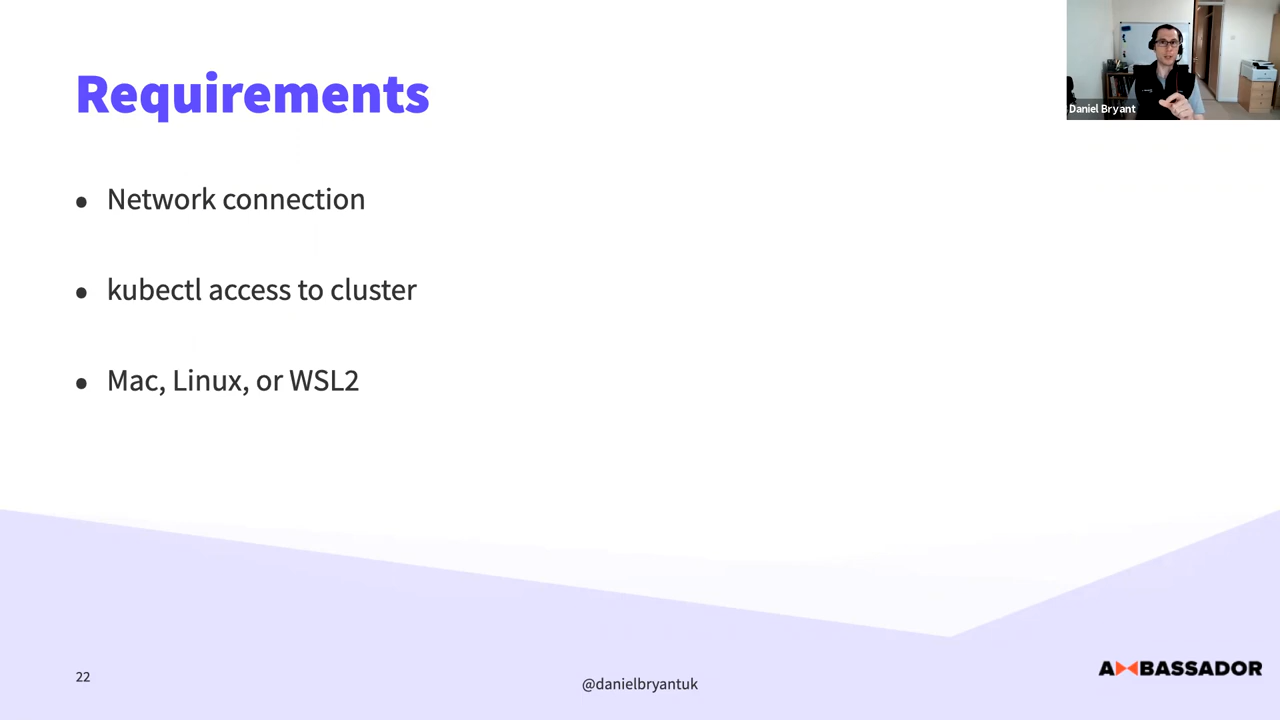 Requirements
Daniel Bryant
● Network connection
● kubectl access to cluster
● Mac, Linux, or WSL2
22
@danielbryantuk
AMBASSADOR